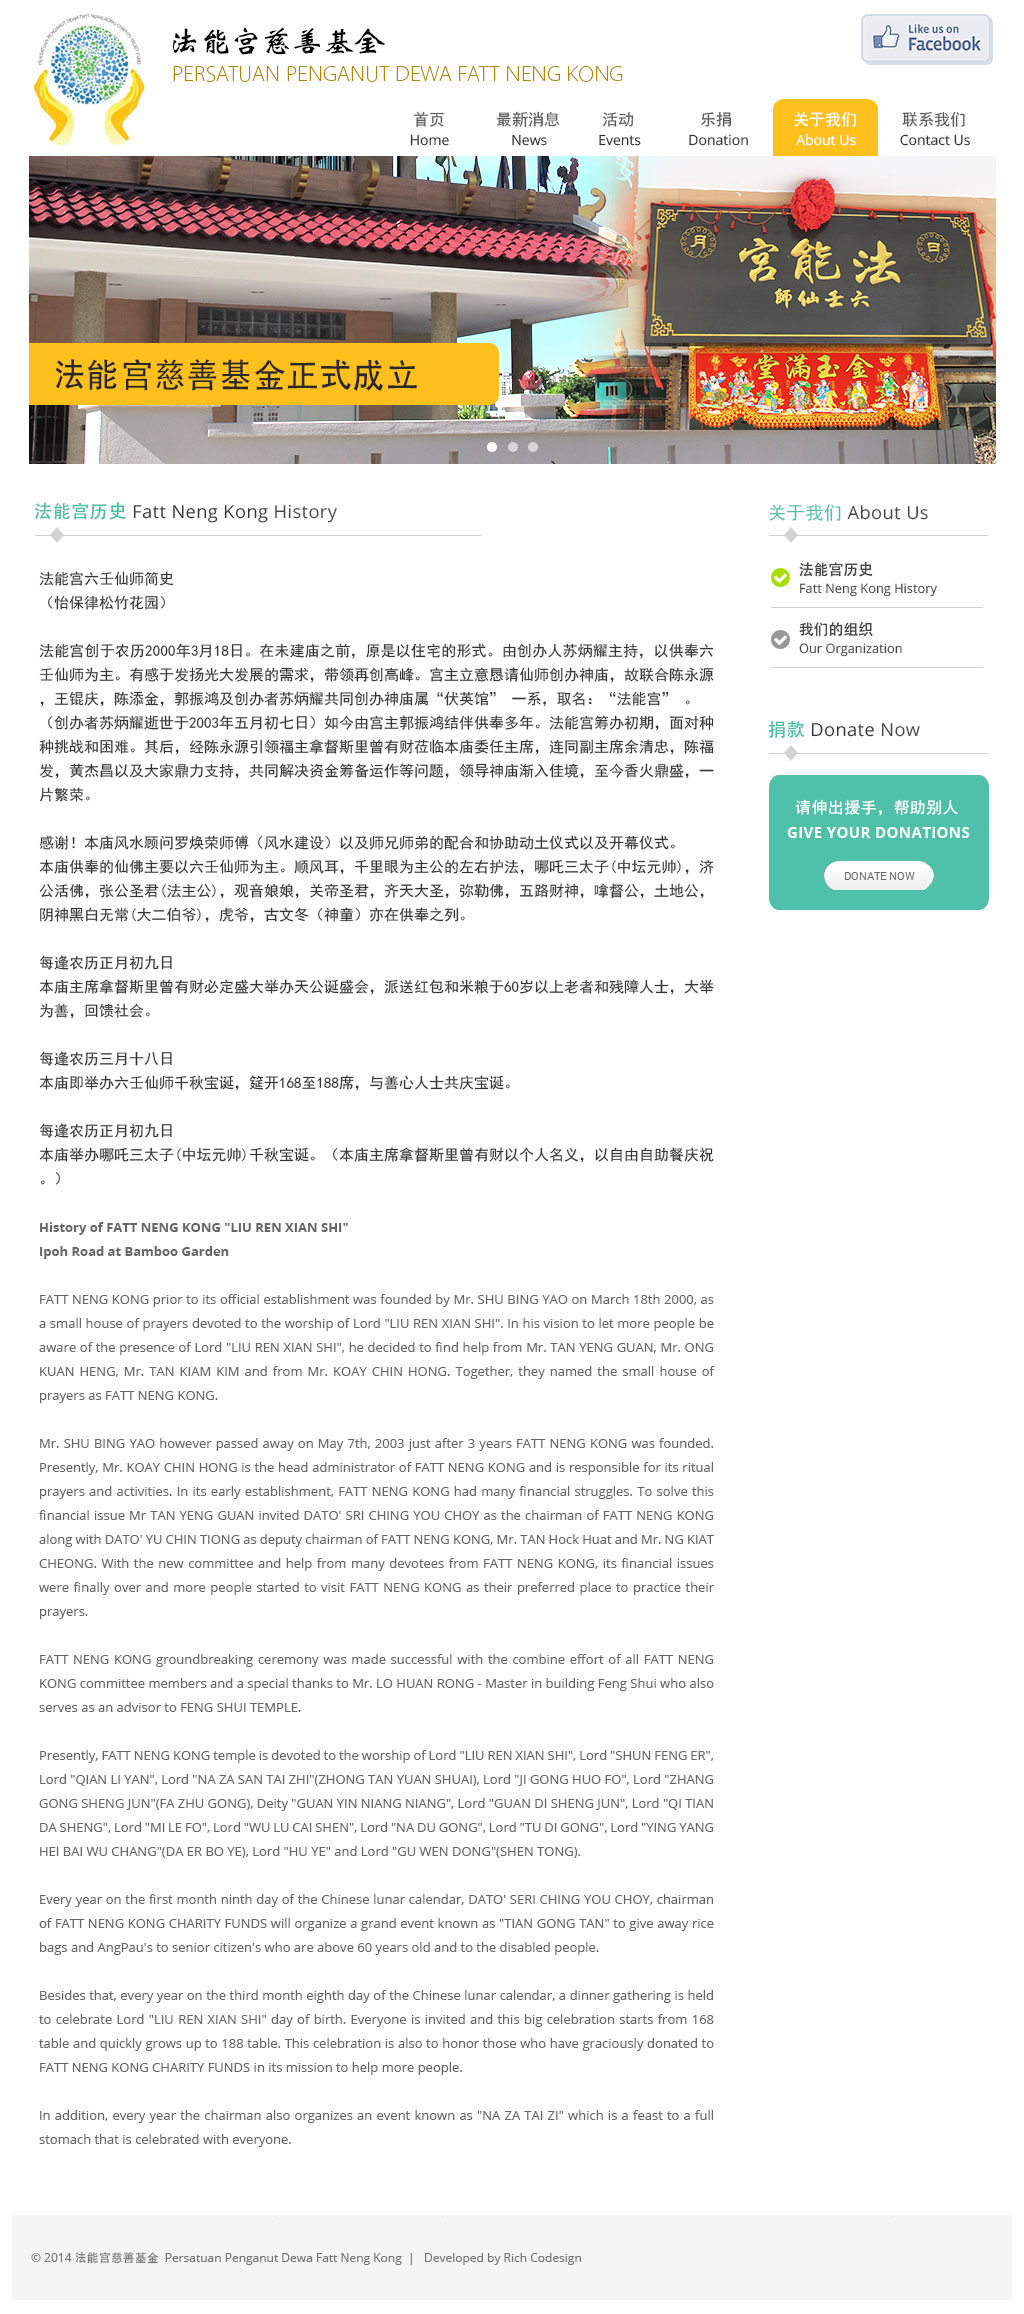 法能宫慈善基金
PERSATUAN PENGANUT DEWA FATT NENG KONG
Like us on
Facebook
首页 最新消息 活动 乐捐 关于我们 联系我们
Home News Events Donation About Us Contact Us
月 宮能法 日
師仙壬六
堂滿玉金
法能宫慈善基金正式成立
法能宫历史 Fatt Neng Kong History
法能宫六壬仙师简史
（怡保律松竹花园）
法能宫创于农历2000年3月18日。在未建庙之前，原是以住宅的形式。由创办人苏炳耀主持，以供奉六
壬仙师为主。有感于发扬光大发展的需求，带领再创高峰。宫主立意恳请仙师创办神庙，故联合陈永源
，王锟庆，陈添金，郭振鸿及创办者苏炳耀共同创办神庙属“伏英馆” 一系，取名：“法能宫” 。
（创办者苏炳耀逝世于2003年五月初七日）如今由宫主郭振鸿结伴供奉多年。法能宫筹办初期，面对种
种挑战和困难。其后，经陈永源引领福主拿督斯里曾有财莅临本庙委任主席，连同副主席余清忠，陈福
发，黄杰昌以及大家鼎力支持，共同解决资金筹备运作等问题，领导神庙渐入佳境，至今香火鼎盛，一
片繁荣。
感谢！本庙风水顾问罗焕荣师傅（风水建设）以及师兄师弟的配合和协助动土仪式以及开幕仪式。
本庙供奉的仙佛主要以六壬仙师为主。顺风耳，千里眼为主公的左右护法，哪吒三太子(中坛元帅)，济
公活佛，张公圣君(法主公)，观音娘娘，关帝圣君，齐天大圣，弥勒佛，五路财神，嗱督公，土地公，
阴神黑白无常(大二伯爷)，虎爷，古文冬（神童）亦在供奉之列。
每逢农历正月初九日
本庙主席拿督斯里曾有财必定盛大举办天公诞盛会，派送红包和米粮于60岁以上老者和残障人士，大举
为善，回馈社会。
每逢农历三月十八日
本庙即举办六壬仙师千秋宝诞，筵开168至188席，与善心人士共庆宝诞。
每逢农历正月初九日
本庙举办哪吒三太子(中坛元帅)千秋宝诞。（本庙主席拿督斯里曾有财以个人名义，以自由自助餐庆祝
。）
History of FATT NENG KONG "LIU REN XIAN SHI"
Ipoh Road at Bamboo Garden
FATT NENG KONG prior to its official establishment was founded by Mr. SHU BING YAO on March 18th 2000, as
a small house of prayers devoted to the worship of Lord "LIU REN XIAN SHI". In his vision to let more people be
aware of the presence of Lord "LIU REN XIAN SHI", he decided to find help from Mr. TAN YENG GUAN, Mr. ONG
KUAN HENG, Mr. TAN KIAM KIM and from Mr. KOAY CHIN HONG. Together, they named the small house of
prayers as FATT NENG KONG.
Mr. SHU BING YAO however passed away on May 7th, 2003 just after 3 years FATT NENG KONG was founded.
Presently, Mr. KOAY CHIN HONG is the head administrator of FATT NENG KONG and is responsible for its ritual
prayers and activities. In its early establishment, FATT NENG KONG had many financial struggles. To solve this
financial issue Mr TAN YENG GUAN invited DATO' SRI CHING YOU CHOY as the chairman of FATT NENG KONG
along with DATO' YU CHIN TIONG as deputy chairman of FATT NENG KONG, Mr. TAN Hock Huat and Mr. NG KIAT
CHEONG. With the new committee and help from many devotees from FATT NENG KONG, its financial issues
were finally over and more people started to visit FATT NENG KONG as their preferred place to practice their
prayers.
FATT NENG KONG groundbreaking ceremony was made successful with the combine effort of all FATT NENG
KONG committee members and a special thanks to Mr. LO HUAN RONG - Master in building Feng Shui who also
serves as an advisor to FENG SHUI TEMPLE.
Presently, FATT NENG KONG temple is devoted to the worship of Lord "LIU REN XIAN SHI", Lord "SHUN FENG ER",
Lord "QIAN LI YAN", Lord "NA ZA SAN TAI ZHI"(ZHONG TAN YUAN SHUAI), Lord "JI GONG HUO FO", Lord "ZHANG
GONG SHENG JUN"(FA ZHU GONG), Deity "GUAN YIN NIANG NIANG", Lord "GUAN DI SHENG JUN", Lord "QI TIAN
DA SHENG", Lord "MI LE FO", Lord "WU LU CAI SHEN", Lord "NA DU GONG", Lord "TU DI GONG", Lord "YING YANG
HEI BAI WU CHANG"(DA ER BO YE), Lord "HU YE" and Lord "GU WEN DONG"(SHEN TONG).
Every year on the first month ninth day of the Chinese lunar calendar, DATO' SERI CHING YOU CHOY, chairman
of FATT NENG KONG CHARITY FUNDS will organize a grand event known as "TIAN GONG TAN" to give away rice
bags and AngPau's to senior citizen's who are above 60 years old and to the disabled people.
Besides that, every year on the third month eighth day of the Chinese lunar calendar, a dinner gathering is held
to celebrate Lord "LIU REN XIAN SHI" day of birth. Everyone is invited and this big celebration starts from 168
table and quickly grows up to 188 table. This celebration is also to honor those who have graciously donated to
FATT NENG KONG CHARITY FUNDS in its mission to help more people.
In addition, every year the chairman also organizes an event known as "NA ZA TAI ZI" which is a feast to a full
stomach that is celebrated with everyone.
关于我们 About Us
法能宫历史
Fatt Neng Kong History
我们的组织
Our Organization
捐款 Donate Now
请伸出援手，帮助别人
GIVE YOUR DONATIONS
DONATE NOW
© 2014 法能宫慈善基金 Persatuan Penganut Dewa Fatt Neng Kong | Developed by Rich Codesign